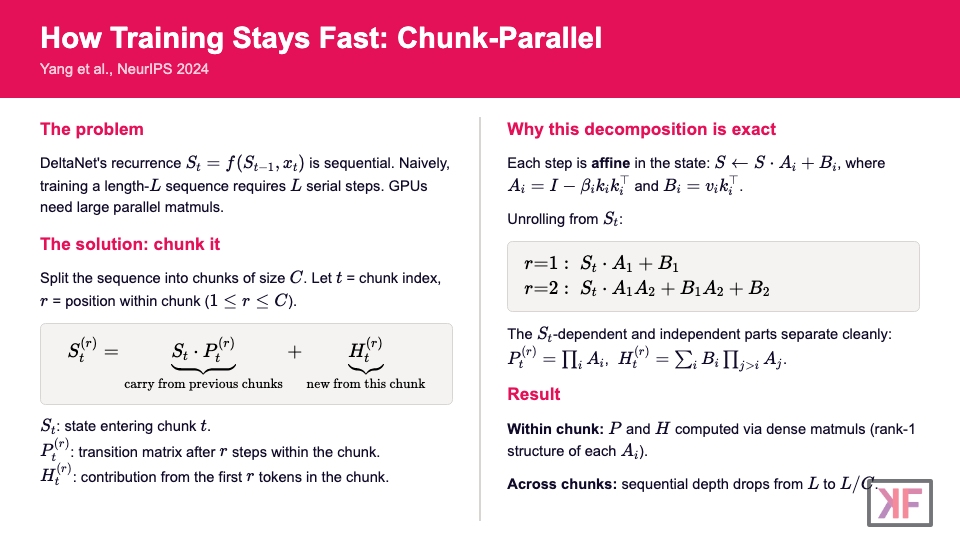 How Training Stays Fast: Chunk-Parallel
Yang et al., NeurIPS 2024
The problem
DeltaNet's recurrence $S_t = f(S_{t-1}, x_t)$ is sequential. Naively,
training a length-$L$ sequence requires $L$ serial steps. GPUs
need large parallel matmuls.
The solution: chunk it
Split the sequence into chunks of size $C$. Let $t$ = chunk index,
$r$ = position within chunk ($1 \le r \le C$).
$S_t^{(r)} = \underbrace{S_t \cdot P_t^{(r)}} + \underbrace{H_t^{(r)}}$
carry from previous chunks new from this chunk
$S_t$: state entering chunk $t$.
$P_t^{(r)}$: transition matrix after $r$ steps within the chunk.
$H_t^{(r)}$: contribution from the first $r$ tokens in the chunk.
Why this decomposition is exact
Each step is affine in the state: $S \leftarrow S \cdot A_i + B_i$, where
$A_i = I - \beta_i k_i k_i^\top$ and $B_i = v_i k_i^\top$.
Unrolling from $S_t$:
$r{=}1: \; S_t \cdot A_1 + B_1$
$r{=}2: \; S_t \cdot A_1 A_2 + B_1 A_2 + B_2$
The $S_t$-dependent and independent parts separate cleanly:
$P_t^{(r)} = \prod_i A_i, \; H_t^{(r)} = \sum_i B_i \prod_{j>i} A_j$.
Result
Within chunk: $P$ and $H$ computed via dense matmuls (rank-1
structure of each $A_i$).
Across chunks: sequential depth drops from $L$ to $L/C$.
KF